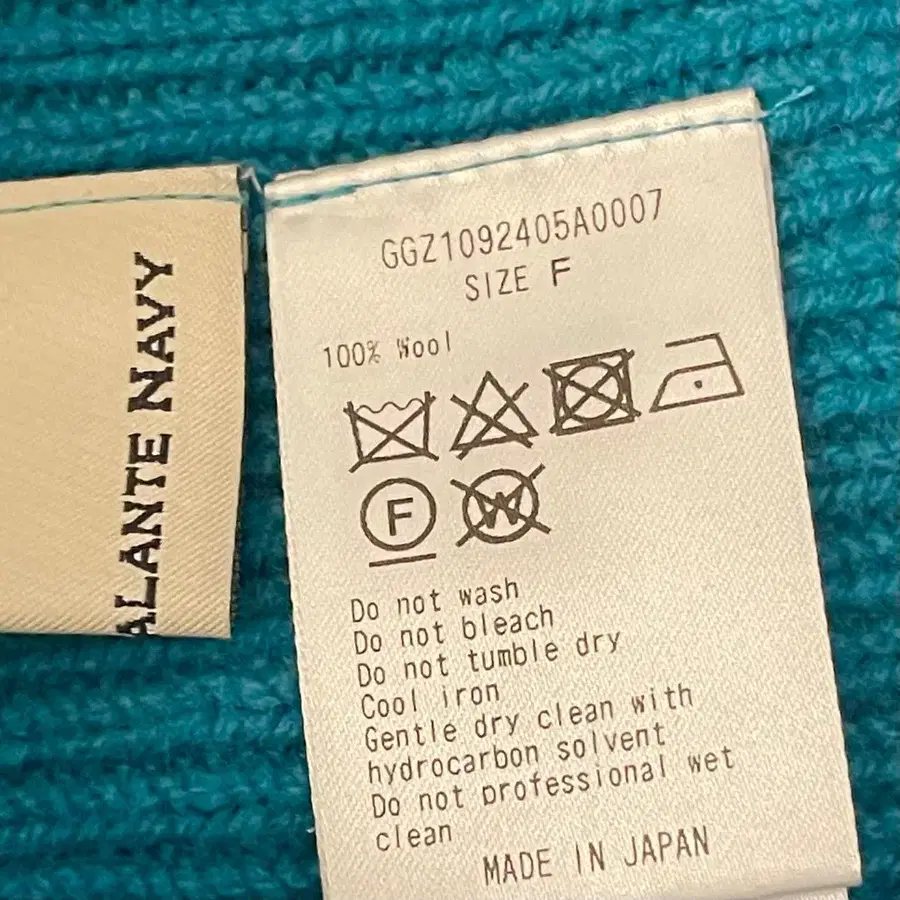 ALANTE NAVY
GGZ1092405A0007
SIZE F
100% Wool
F W
Do not wash
Do not bleach
Do not tumble dry
Cool iron
Gentle dry clean with
hydrocarbon solvent
Do not professional wet
clean
MADE IN JAPAN